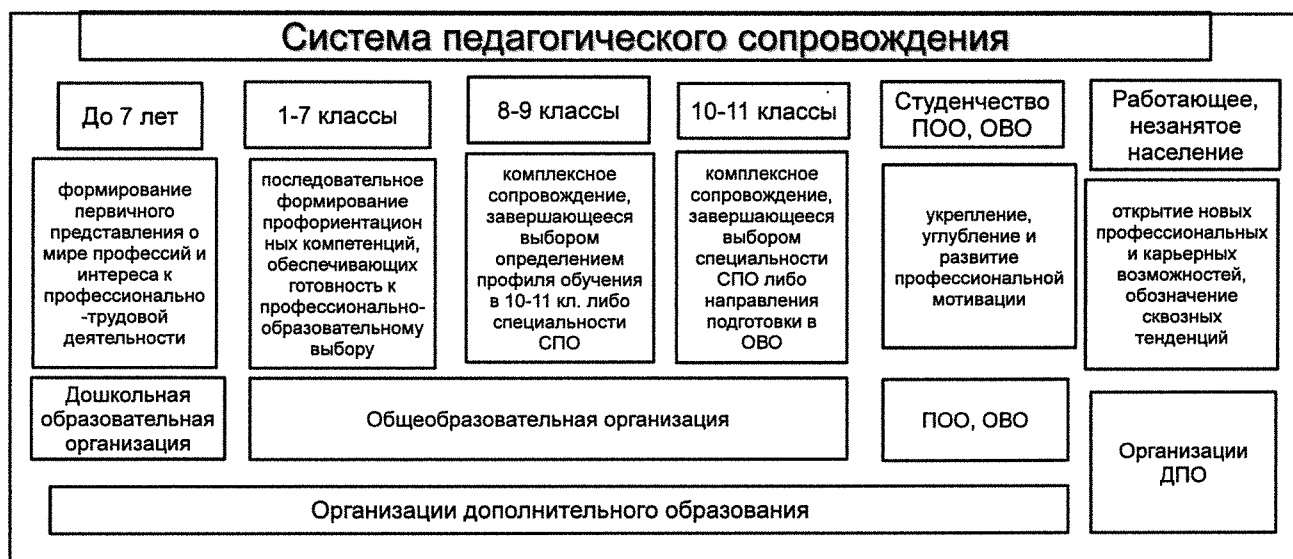 Система педагогического сопровождения
До 7 лет
1-7 классы
8-9 классы
10-11 классы
Студенчество
ПОО, ОВО
Работающее,
незанятое
население
формирование
первичного
представления о
мире профессий и
интереса к
профессионально
-трудовой
деятельности
последовательное
формирование
профориентацион
ных компетенций,
обеспечивающих
готовность к
профессионально-
образовательному
выбору
комплексное
сопровождение,
завершающееся
выбором
определением
профиля обучения
в 10-11 кл. либо
специальности
СПО
комплексное
сопровождение,
завершающееся
выбором
специальности
СПО либо
направления
подготовки в
ОВО
укрепление,
углубление и
развитие
профессиональной
мотивации
открытие новых
профессиональных
и карьерных
возможностей,
обозначение
сквозных
тенденций
Дошкольная
образовательная
организация
Общеобразовательная организация
ПОО, ОВО
Организации
ДПО
Организации дополнительного образования